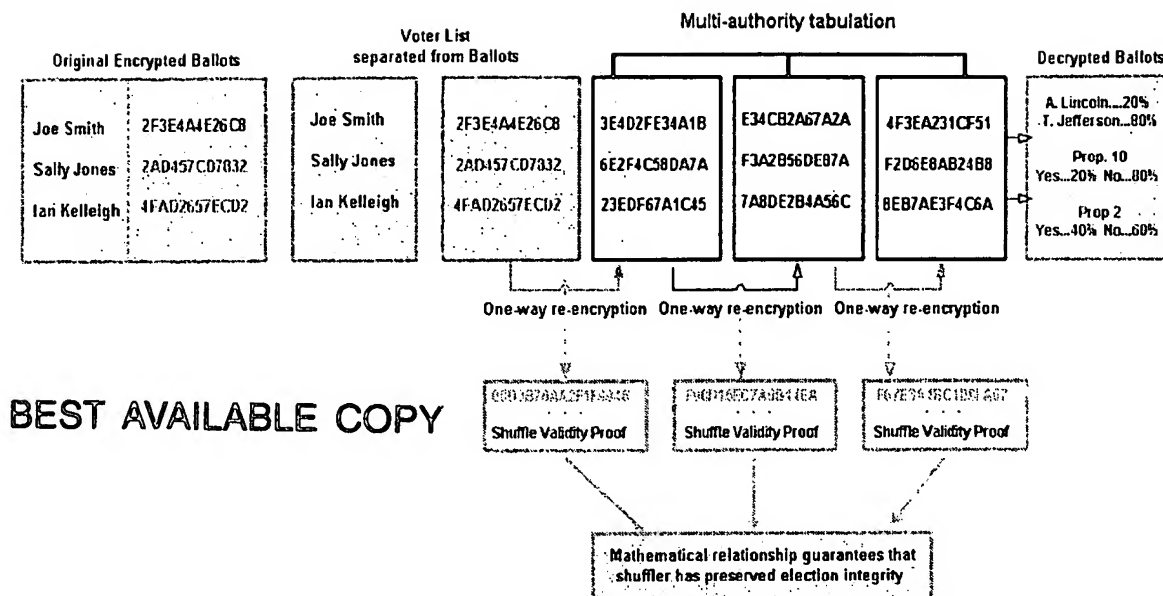 Multi-authority tabulation
Voter List
separated from Ballots
Original Encrypted Ballots
Decrypted Ballots
Joe Smith 2F3E4A4E26C8
Sally Jones 2AD457CD7832
Ian Kelleigh 4FAD2657ECD2
Joe Smith
Sally Jones
Ian Kelleigh
2F3E4A4E26C8
2AD457CD7832
4FAD2657ECD2
3E4D2FE34A1B
6E2F4C58DA7A
23EDF67A1C45
E34CB2A67A2A
F3A2B56DE87A
7A8DE2B4A56C
4F3EA231CF51
F2D6E8AB24B8
8EB7AE3F4C6A
A. Lincoln....20%
T. Jefferson...80%
Prop. 10
Yes...20% No...80%
Prop 2
Yes...40% No...60%
One-way re-encryption One-way re-encryption One-way re-encryption
BEST AVAILABLE COPY
Shuffle Validity Proof
Shuffle Validity Proof
Shuffle Validity Proof
Mathematical relationship guarantees that
shuffler has preserved election integrity